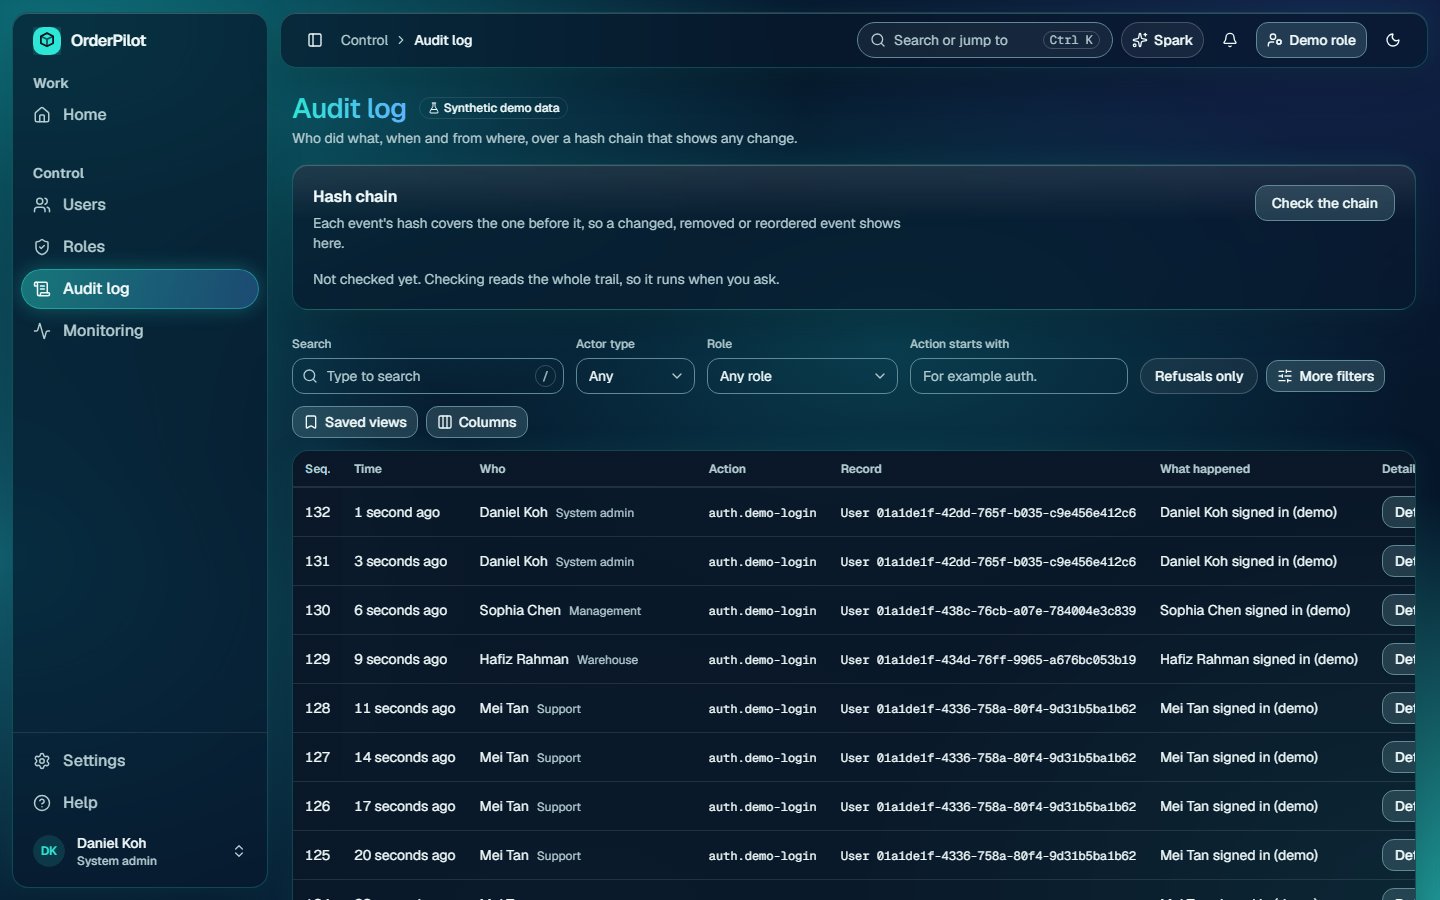 OrderPilot
Work
Home
Control
Users
Roles
Audit log
Monitoring
Settings
Help
DK
Daniel Koh
System admin
Control > Audit log
Search or jump to
Ctrl K
Spark
Demo role
Audit log
Synthetic demo data
Who did what, when and from where, over a hash chain that shows any change.
Hash chain
Each event's hash covers the one before it, so a changed, removed or reordered event shows
here.
Not checked yet. Checking reads the whole trail, so it runs when you ask.
Check the chain
Search
Type to search
/
Actor type
Any
Role
Any role
Action starts with
For example auth.
Refusals only
More filters
Saved views
Columns
Seq. Time Who Action Record What happened Detail
132 1 second ago Daniel Koh System admin auth.demo-login User 01a1de1f-42dd-765f-b035-c9e456e412c6 Daniel Koh signed in (demo) Det
131 3 seconds ago Daniel Koh System admin auth.demo-login User 01a1de1f-42dd-765f-b035-c9e456e412c6 Daniel Koh signed in (demo) Det
130 6 seconds ago Sophia Chen Management auth.demo-login User 01a1de1f-438c-76cb-a07e-784004e3c839 Sophia Chen signed in (demo) Det
129 9 seconds ago Hafiz Rahman Warehouse auth.demo-login User 01a1de1f-434d-76ff-9965-a676bc053b19 Hafiz Rahman signed in (demo) Det
128 11 seconds ago Mei Tan Support auth.demo-login User 01a1de1f-4336-758a-80f4-9d31b5ba1b62 Mei Tan signed in (demo) Det
127 14 seconds ago Mei Tan Support auth.demo-login User 01a1de1f-4336-758a-80f4-9d31b5ba1b62 Mei Tan signed in (demo) Det
126 17 seconds ago Mei Tan Support auth.demo-login User 01a1de1f-4336-758a-80f4-9d31b5ba1b62 Mei Tan signed in (demo) Det
125 20 seconds ago Mei Tan Support auth.demo-login User 01a1de1f-4336-758a-80f4-9d31b5ba1b62 Mei Tan signed in (demo) Det